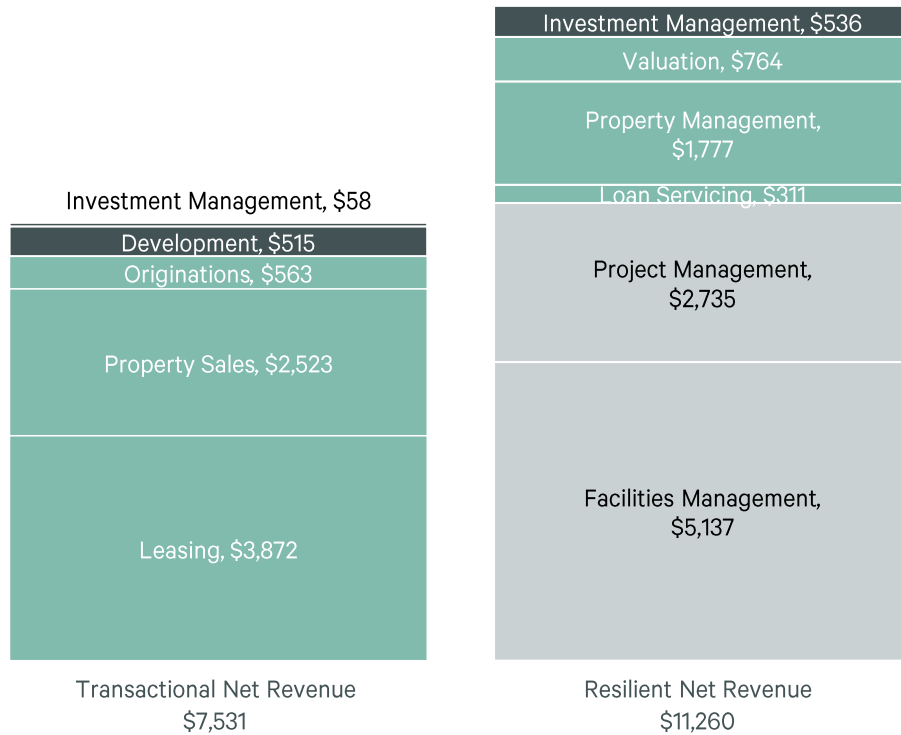 Investment Management, $58
Development, $515
Originations, $563
Property Sales, $2,523
Leasing, $3,872
Transactional Net Revenue
$7,531
Investment Management, $536
Valuation, $764
Property Management,
$1,777
Loan Servicing, $311
Project Management,
$2,735
Facilities Management,
$5,137
Resilient Net Revenue
$11,260